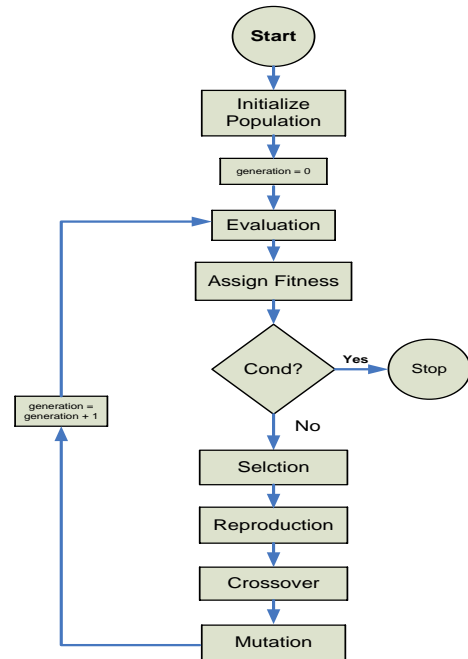 Start
Initialize
Population
generation = 0
Evaluation
Assign Fitness
Cond?
Yes
Stop
No
Selction
Reproduction
Crossover
Mutation
generation =
generation + 1